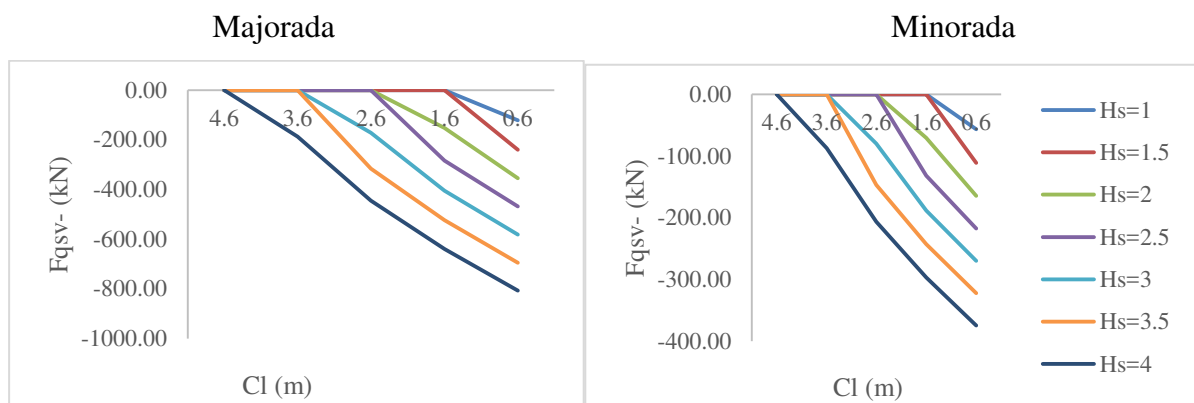 Majorada
0.00
-200.00
-400.00
-600.00
-800.00
-1000.00
4.6 3.6 2.6 1.6 0.6
Fqsv- (kN)
Cl (m)
Minorada
0.00
-100.00
-200.00
-300.00
-400.00
4.6 3.6 2.6 1.6 0.6
Fqsv- (kN)
Cl (m)
Hs=1
Hs=1.5
Hs=2
Hs=2.5
Hs=3
Hs=3.5
Hs=4